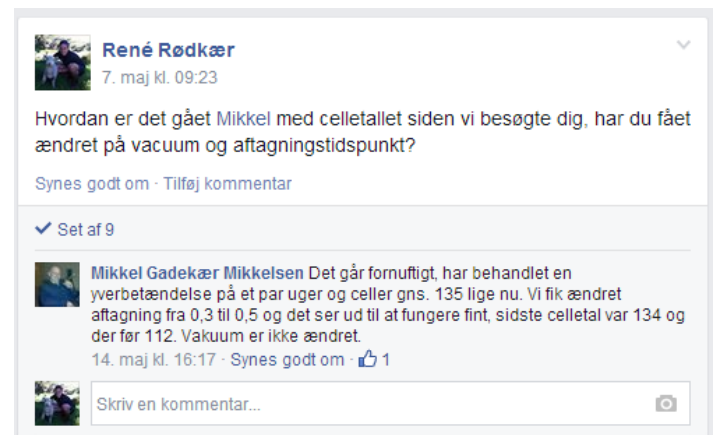 René Rødkær
7. maj kl. 09:23
Hvordan er det gået Mikkel med celletallet siden vi besøgte dig, har du fået
ændret på vacuum og aftagningstidspunkt?
Synes godt om · Tilføj kommentar
Set af 9
Mikkel Gadekær Mikkelsen Det går fornuftigt, har behandlet en
yverbetændelse på et par uger og celler gns. 135 lige nu. Vi fik ændret
aftagning fra 0,3 til 0,5 og det ser ud til at fungere fint, sidste celletal var 134 og
der før 112. Vakuum er ikke ændret.
14. maj kl. 16:17 · Synes godt om · 1
Skriv en kommentar...